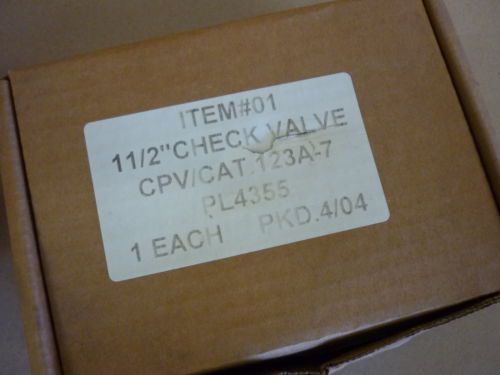 ITEM#01
11/2"CHECK VALVE
CPV/CAT.123A-7
PL4355
1 EACH PKD.4/04